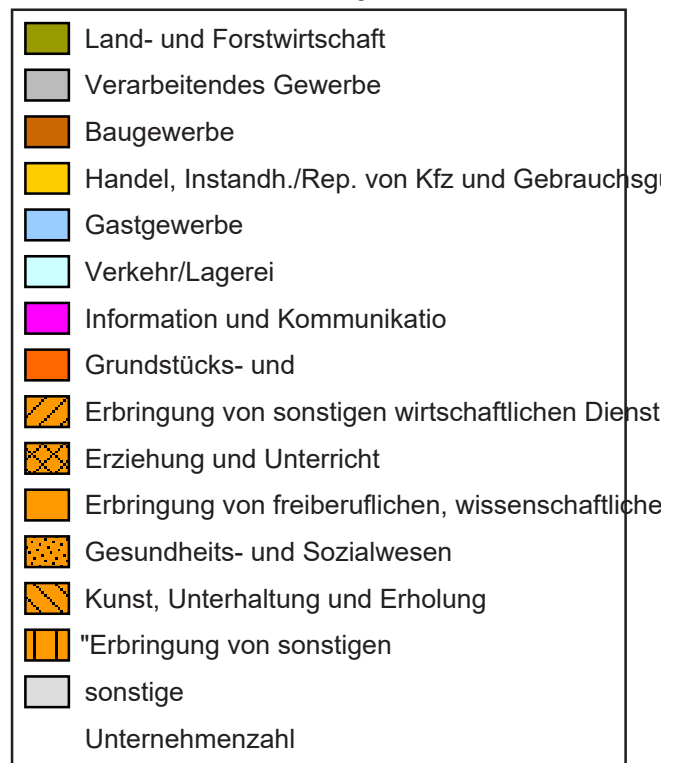 Land- und Forstwirtschaft
Verarbeitendes Gewerbe
Baugewerbe
Handel, Instandh./Rep. von Kfz und Gebrauchsgü
Gastgewerbe
Verkehr/Lagerei
Information und Kommunikatio
Grundstücks- und
Erbringung von sonstigen wirtschaftlichen Dienst
Erziehung und Unterricht
Erbringung von freiberuflichen, wissenschaftliche
Gesundheits- und Sozialwesen
Kunst, Unterhaltung und Erholung
"Erbringung von sonstigen
sonstige
Unternehmenzahl